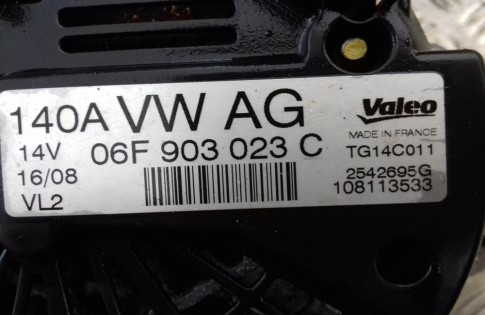 140A VW AG Valeo
MADE IN FRANCE
14V 06F 903 023 C TG14C011
16/08 2542695G
108113533
VL2